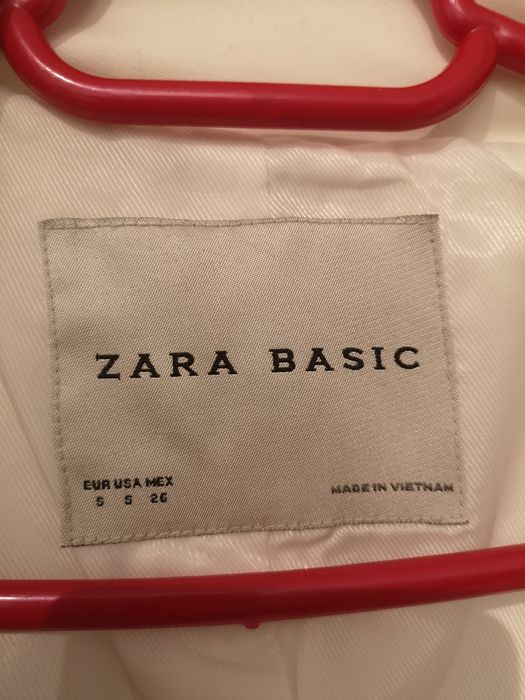 ZARA BASIC
EUR USA MEX
S S 26
MADE IN VIETNAM